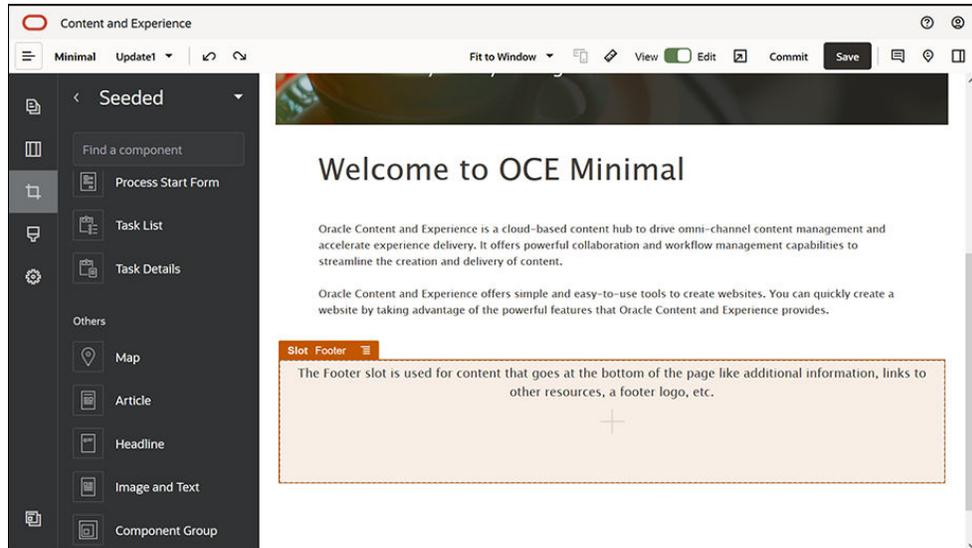 Content and Experience
Minimal Update1
Fit to Window View Edit Commit Save
Seeded
Find a component
Process Start Form
Task List
Task Details
Others
Map
Article
Headline
Image and Text
Component Group
Welcome to OCE Minimal
Oracle Content and Experience is a cloud-based content hub to drive omni-channel content management and
accelerate experience delivery. It offers powerful collaboration and workflow management capabilities to
streamline the creation and delivery of content.
Oracle Content and Experience offers simple and easy-to-use tools to create websites. You can quickly create a
website by taking advantage of the powerful features that Oracle Content and Experience provides.
Slot Footer
The Footer slot is used for content that goes at the bottom of the page like additional information, links to
other resources, a footer logo, etc.